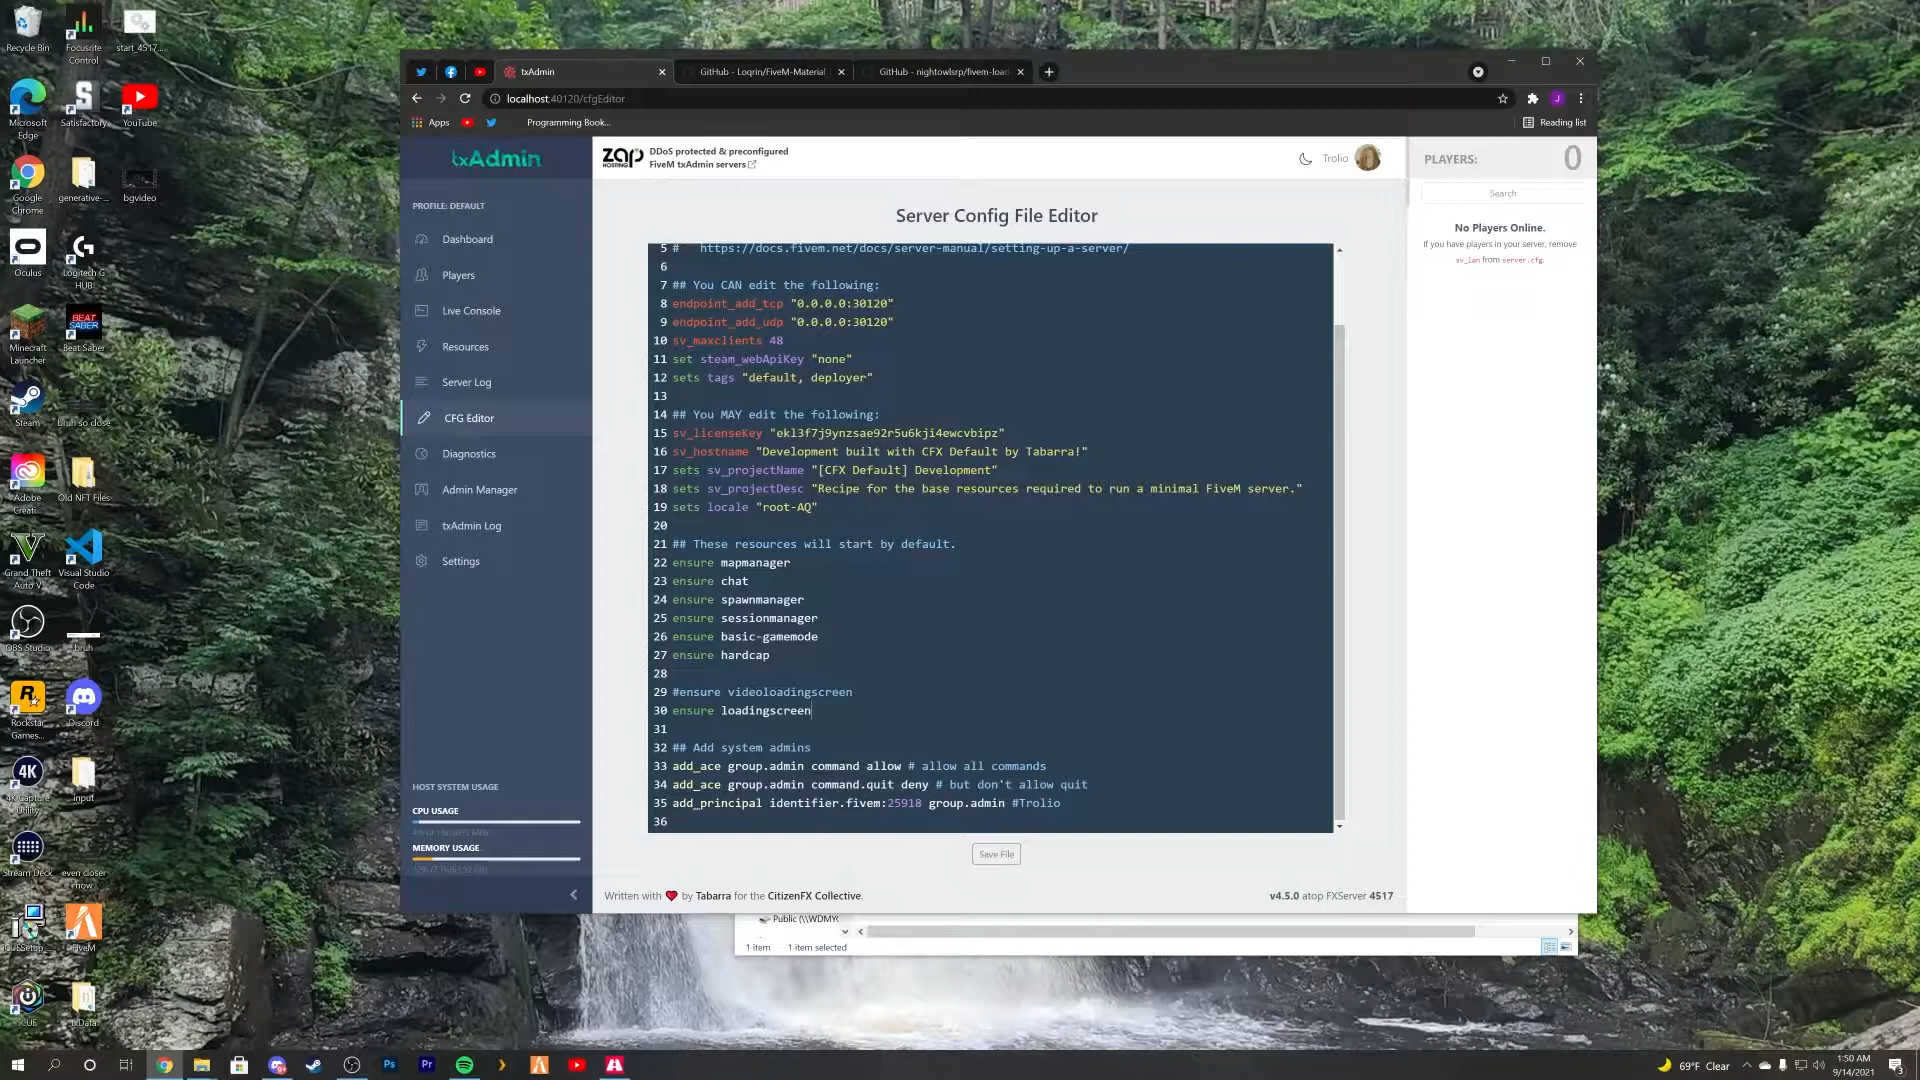 Recycle Bin
Focusrite Control
start_4517...
Microsoft Edge
Satisfactory
YouTube
Google Chrome
generative-...
bgvideo
Oculus
Logitech G HUB
Minecraft Launcher
Beat Saber
Steam
bruh so close
Adobe Creati...
Old NFT Files
Grand Theft Auto V
Visual Studio Code
OBS Studio
bruh
Rockstar Games...
Discord
4K Capture Utility
input
Stream Deck
even closer now
iCUESetup...
FiveM
iCUE
txData
txAdmin
GitHub - Loqrin/FiveM-Material
GitHub - nightowlsrp/fivem-load
localhost:40120/cfgEditor
Apps
Programming Book...
Reading list
txAdmin
ZAP HOSTING
DDoS protected & preconfigured
FiveM txAdmin servers
Trolio
PLAYERS:
0
Search
No Players Online.
If you have players in your server, remove
sv_lan from server.cfg.
PROFILE: DEFAULT
Dashboard
Players
Live Console
Resources
Server Log
CFG Editor
Diagnostics
Admin Manager
txAdmin Log
Settings
HOST SYSTEM USAGE
CPU USAGE
MEMORY USAGE
Server Config File Editor
5 #   https://docs.fivem.net/docs/server-manual/setting-up-a-server/
6
7 ## You CAN edit the following:
8 endpoint_add_tcp "0.0.0.0:30120"
9 endpoint_add_udp "0.0.0.0:30120"
10 sv_maxclients 48
11 set steam_webApiKey "none"
12 sets tags "default, deployer"
13
14 ## You MAY edit the following:
15 sv_licenseKey "ekl3f7j9ynzsae92r5u6kji4ewcvbipz"
16 sv_hostname "Development built with CFX Default by Tabarra!"
17 sets sv_projectName "[CFX Default] Development"
18 sets sv_projectDesc "Recipe for the base resources required to run a minimal FiveM server."
19 sets locale "root-AQ"
20
21 ## These resources will start by default.
22 ensure mapmanager
23 ensure chat
24 ensure spawnmanager
25 ensure sessionmanager
26 ensure basic-gamemode
27 ensure hardcap
28
29 #ensure videoloadingscreen
30 ensure loadingscreen
31
32 ## Add system admins
33 add_ace group.admin command allow # allow all commands
34 add_ace group.admin command.quit deny # but don't allow quit
35 add_principal identifier.fivem:25918 group.admin #Trolio
36
Save File
Written with ❤ by Tabarra for the CitizenFX Collective.
v4.5.0 atop FXServer 4517
Public (\\WDMYC
1 item
1 item selected
69°F Clear
1:50 AM
9/14/2021